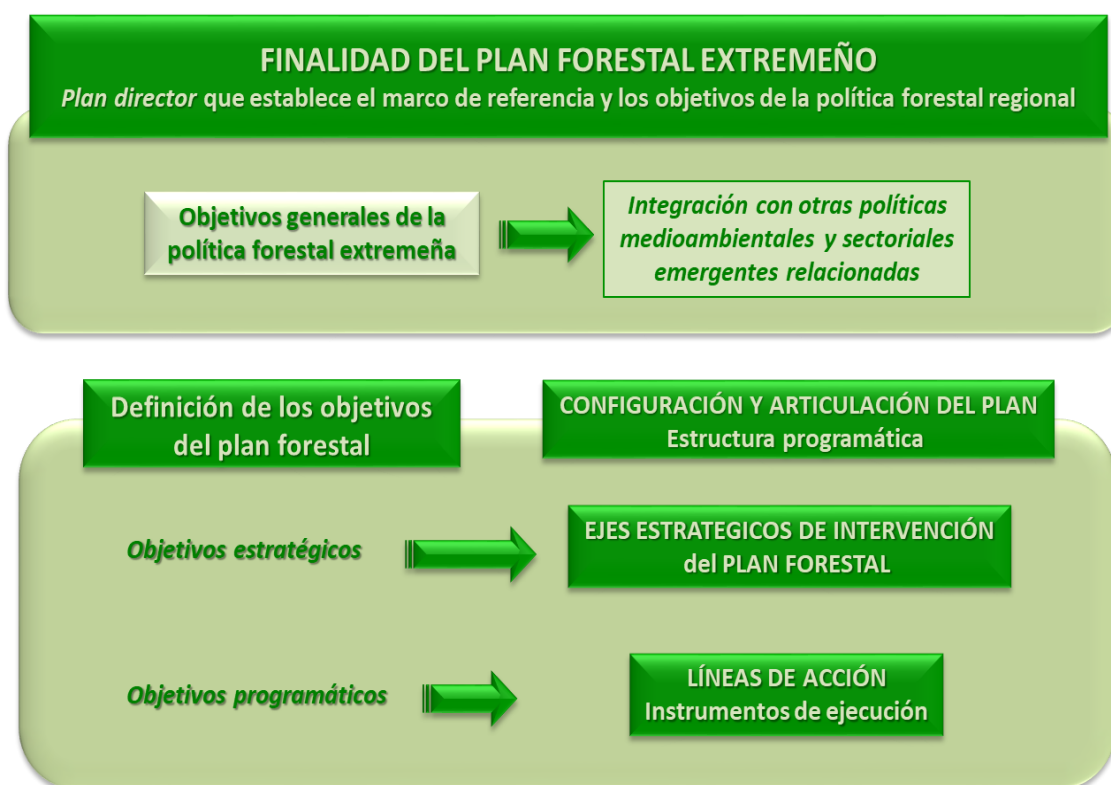 FINALIDAD DEL PLAN FORESTAL EXTREMEÑO
Plan director que establece el marco de referencia y los objetivos de la política forestal regional
Objetivos generales de la
política forestal extremeña
Integración con otras políticas
medioambientales y sectoriales
emergentes relacionadas
Definición de los objetivos
del plan forestal
CONFIGURACIÓN Y ARTICULACIÓN DEL PLAN
Estructura programática
Objetivos estratégicos
EJES ESTRATEGICOS DE INTERVENCIÓN
del PLAN FORESTAL
Objetivos programáticos
LÍNEAS DE ACCIÓN
Instrumentos de ejecución